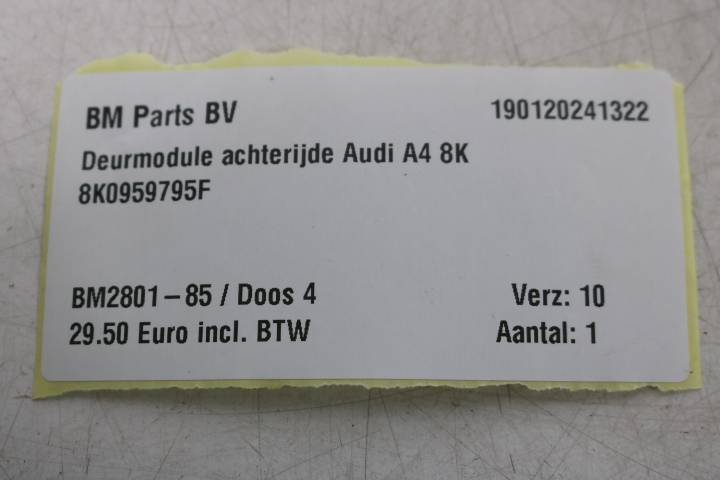 BM Parts BV 190120241322
Deurmodule achterijde Audi A4 8K
8K0959795F
BM2801-85 / Doos 4 Verz: 10
29.50 Euro incl. BTW Aantal: 1